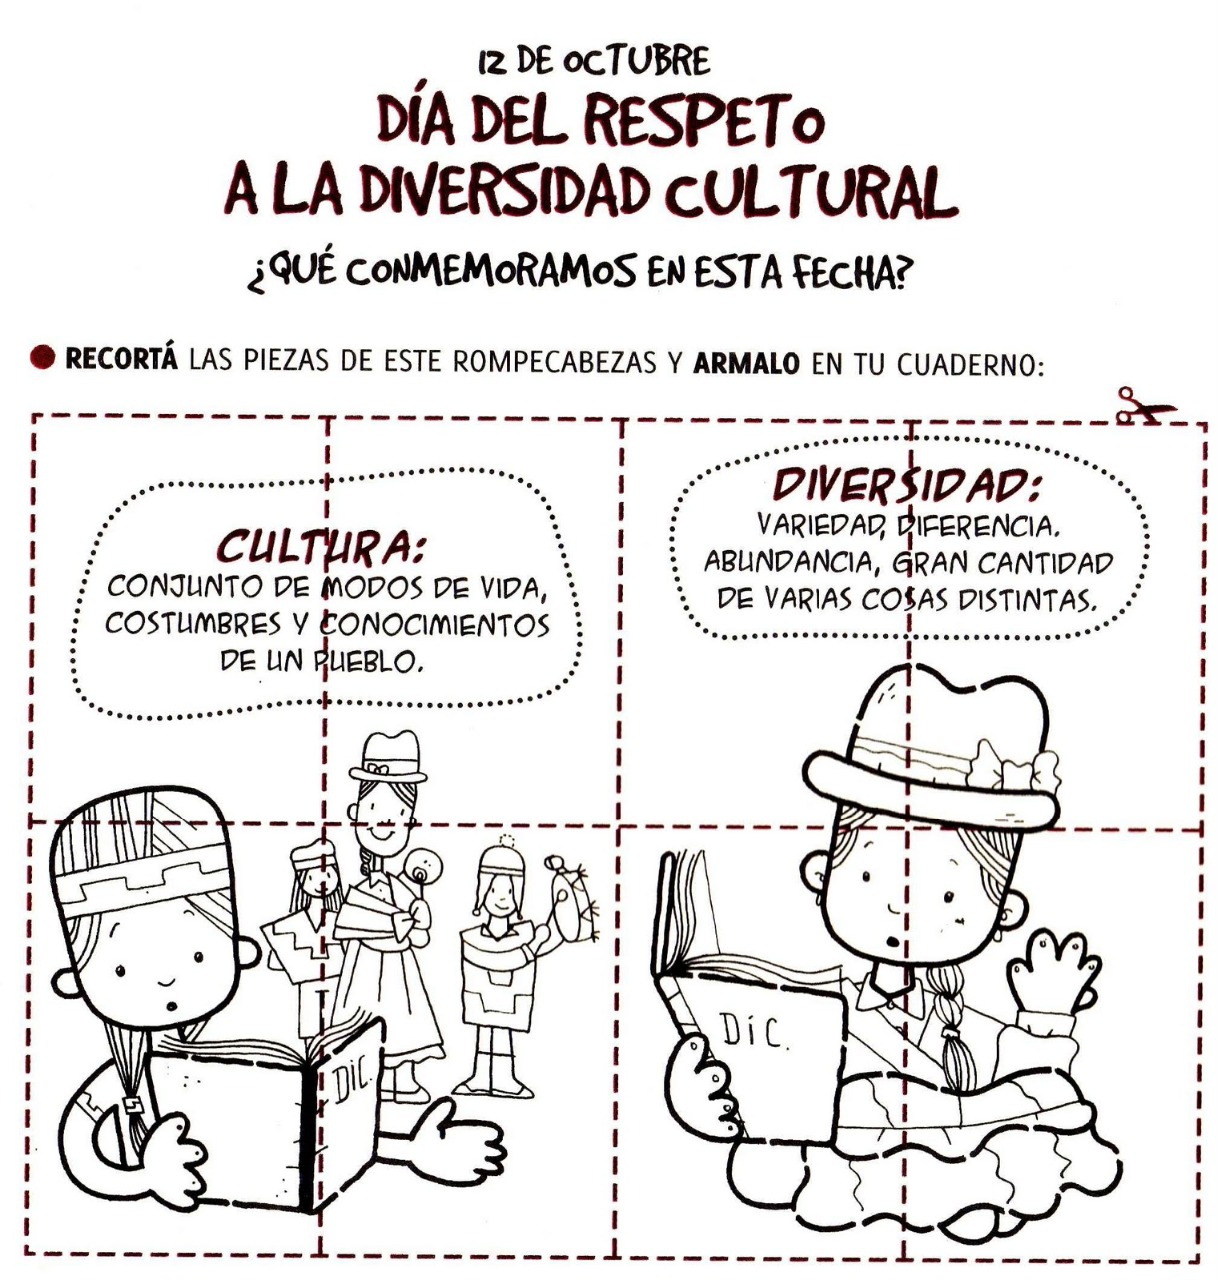 12 DE OCTUBRE
DÍA DEL RESPETO
A LA DIVERSIDAD CULTURAL
¿QUÉ CONMEMORAMOS EN ESTA FECHA?
RECORTÁ LAS PIEZAS DE ESTE ROMPECABEZAS Y ARMALO EN TU CUADERNO:
CULTURA:
CONJUNTO DE MODOS DE VIDA,
COSTUMBRES Y CONOCIMIENTOS
DE UN PUEBLO.
DIVERSIDAD:
VARIEDAD, DIFERENCIA.
ABUNDANCIA, GRAN CANTIDAD
DE VARIAS COSAS DISTINTAS.
DIC.
DíC.